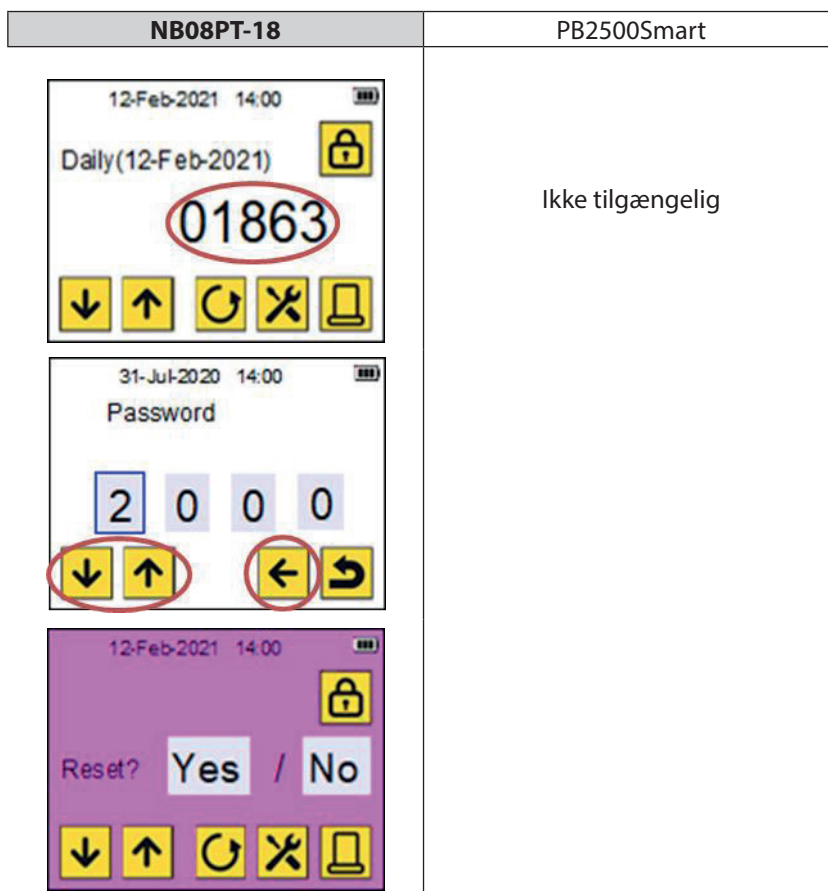 NB08PT-18
PB2500Smart
12-Feb-2021 14:00
Daily(12-Feb-2021)
01863
Ikke tilgængelig
31-Jul-2020 14:00
Password
2 0 0 0
12-Feb-2021 14:00
Reset? Yes / No